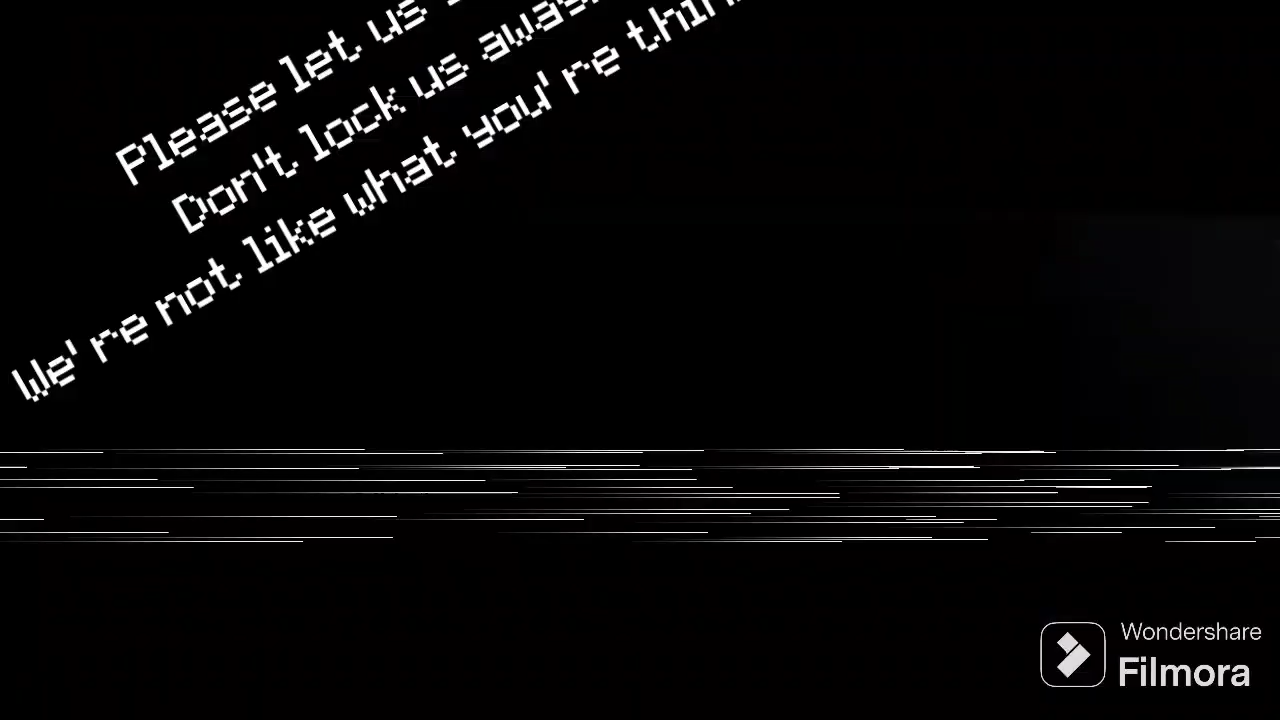 Please let us
Don't lock us
We're not like what you're
Wondershare
Filmora